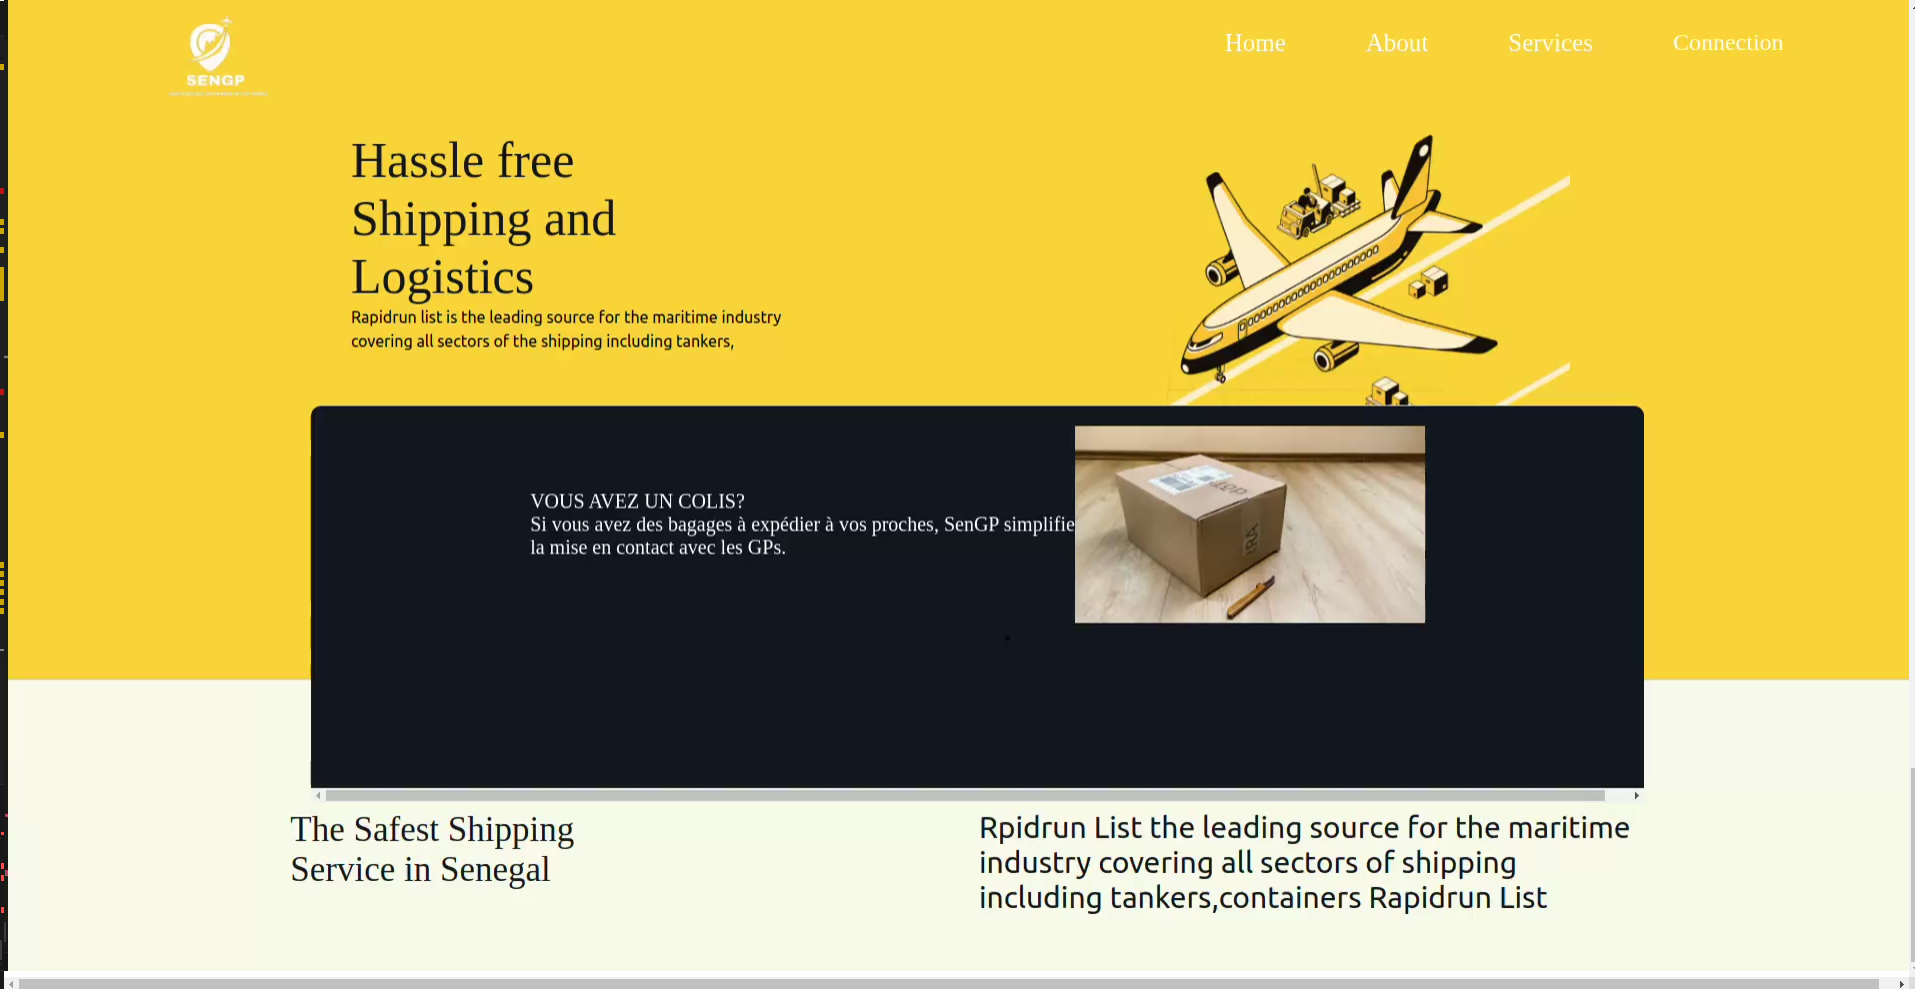 SENGP
Home
About
Services
Connection
Hassle free
Shipping and
Logistics
Rapidrun list is the leading source for the maritime industry
covering all sectors of the shipping including tankers,
VOUS AVEZ UN COLIS?
Si vous avez des bagages à expédier à vos proches, SenGP simplifie
la mise en contact avec les GPs.
The Safest Shipping
Service in Senegal
Rpidrun List the leading source for the maritime
industry covering all sectors of shipping
including tankers,containers Rapidrun List